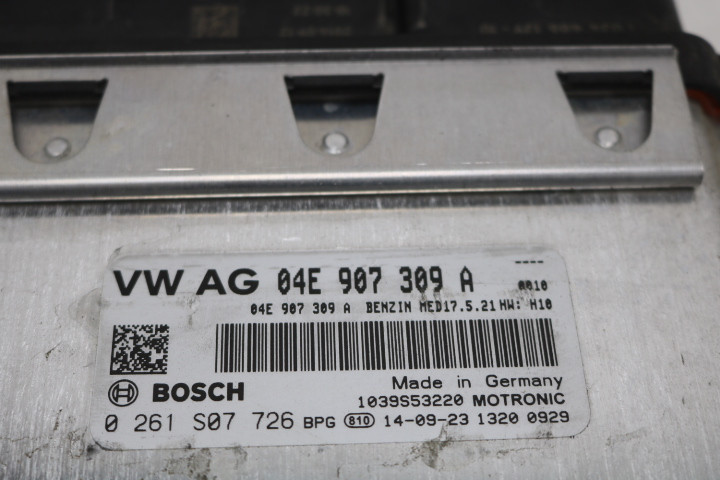 VW AG 04E 907 309 A
----
0010
04E 907 309 A BENZIN MED17.5.21 HW: H10
BOSCH
Made in Germany
1039S53220 MOTRONIC
0 261 S07 726 BPG 810 14-09-23 1320 0929